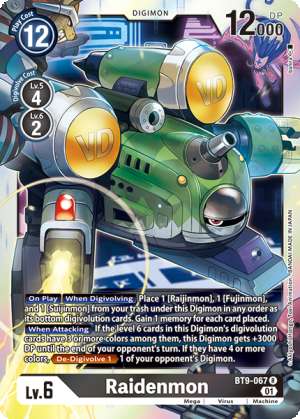 DIGIMON
Play Cost
12
12000
DP
Digivolve Cost
Lv.5
4
Lv.6
2
VD
VD
On Play When Digivolving Place 1 [Raijinmon], 1 [Fujinmon],
and 1 [Suijinmon] from your trash under this Digimon in any order as
its bottom digivolution cards. Gain 1 memory for each card placed.
When Attacking If the level 6 cards in this Digimon's digivolution
cards have 3 or more colors among them, this Digimon gets +3000
DP until the end of your opponent's turn. If they have 4 or more
colors, <De-Digivolve 1> 1 of your opponent's Digimon.
BT9-067 R
Lv.6
Raidenmon
01
Mega
Virus
Machine